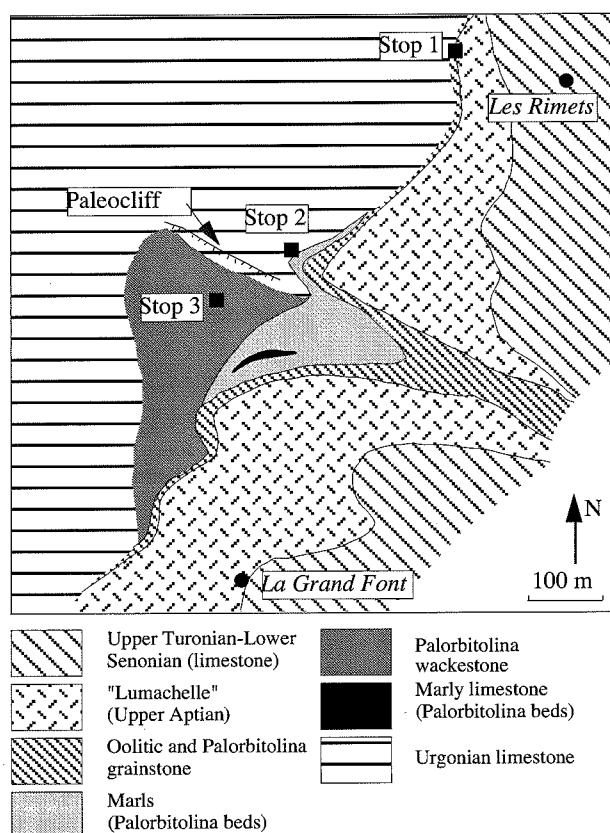 Stop 1
Les Rimets
Paleocliff
Stop 2
Stop 3
N
La Grand Font
100 m
Upper Turonian-Lower
Senonian (limestone)
"Lumachelle"
(Upper Aptian)
Oolitic and Palorbitolina
grainstone
Marls
(Palorbitolina beds)
Palorbitolina
wackestone
Marly limestone
(Palorbitolina beds)
Urgonian limestone